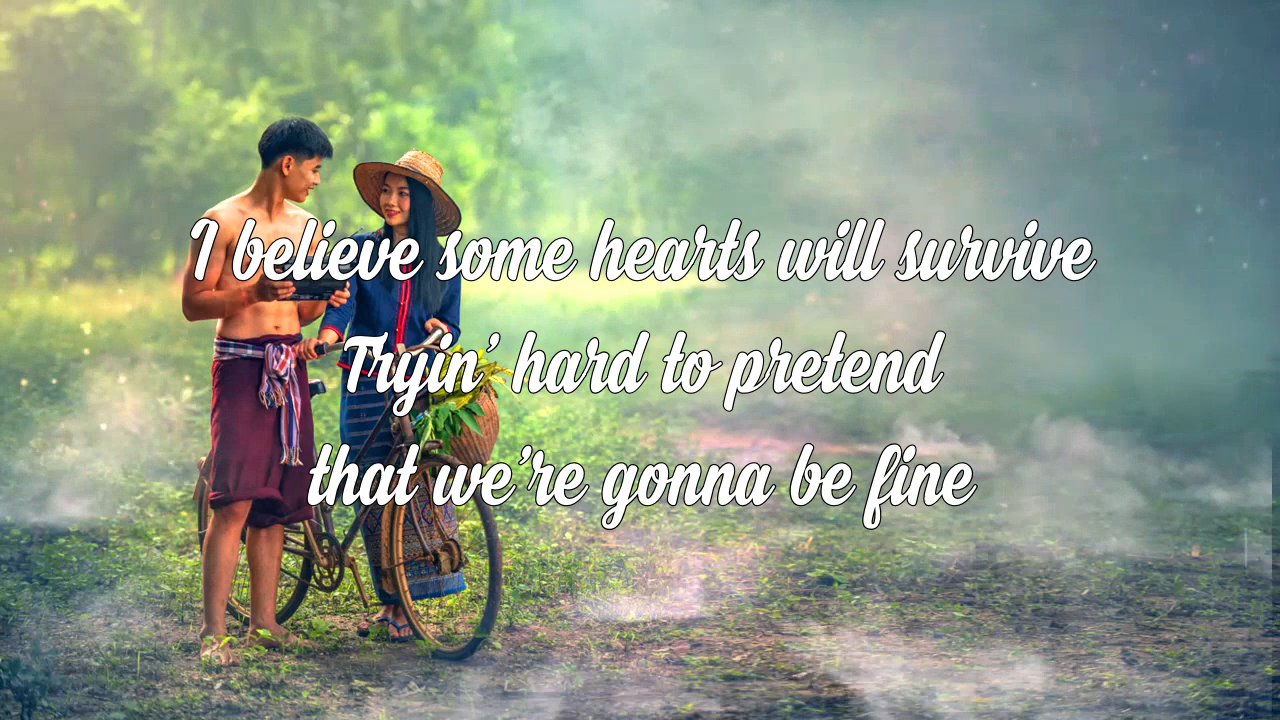 I believe some hearts will survive
Tryin’ hard to pretend
that we’re gonna be fine